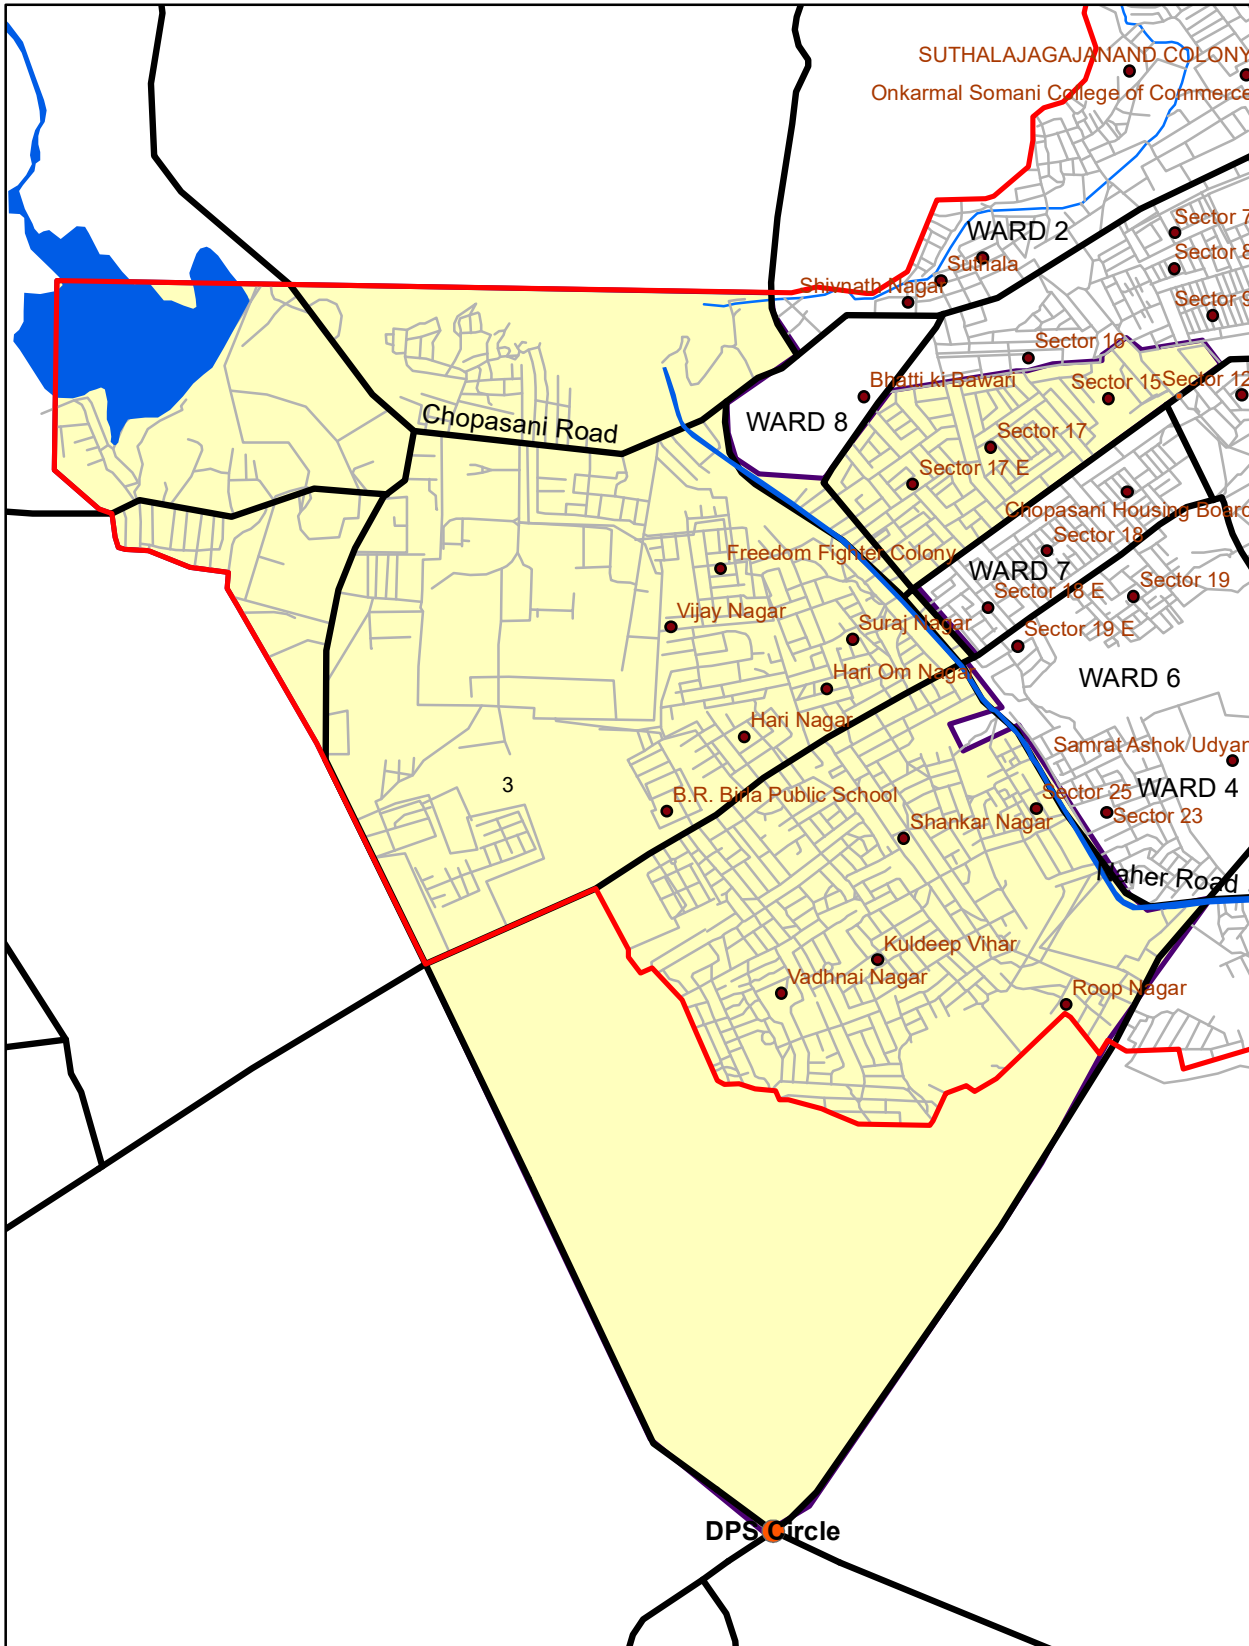 SUTHALAJAGAJANAND COLONY
Onkarmal Somani College of Commerce
Sector 7
WARD 2
Sector 8
Suthala
Shivnath Nagar
Sector 9
Sector 16
Bhatti ki Bawari
Sector 15
Sector 12
Chopasani Road
WARD 8
Sector 17
Sector 17 E
Chopasani Housing Board
Sector 18
Freedom Fighter Colony
WARD 7
Sector 19
Sector 18 E
Vijay Nagar
Suraj Nagar
Sector 19 E
Hari Om Nagar
WARD 6
Hari Nagar
Samrat Ashok Udyan
3
B.R. Birla Public School
Sector 25
WARD 4
Shankar Nagar
Sector 23
Naher Road
Kuldeep Vihar
Vadhnai Nagar
Roop Nagar
DPS Circle